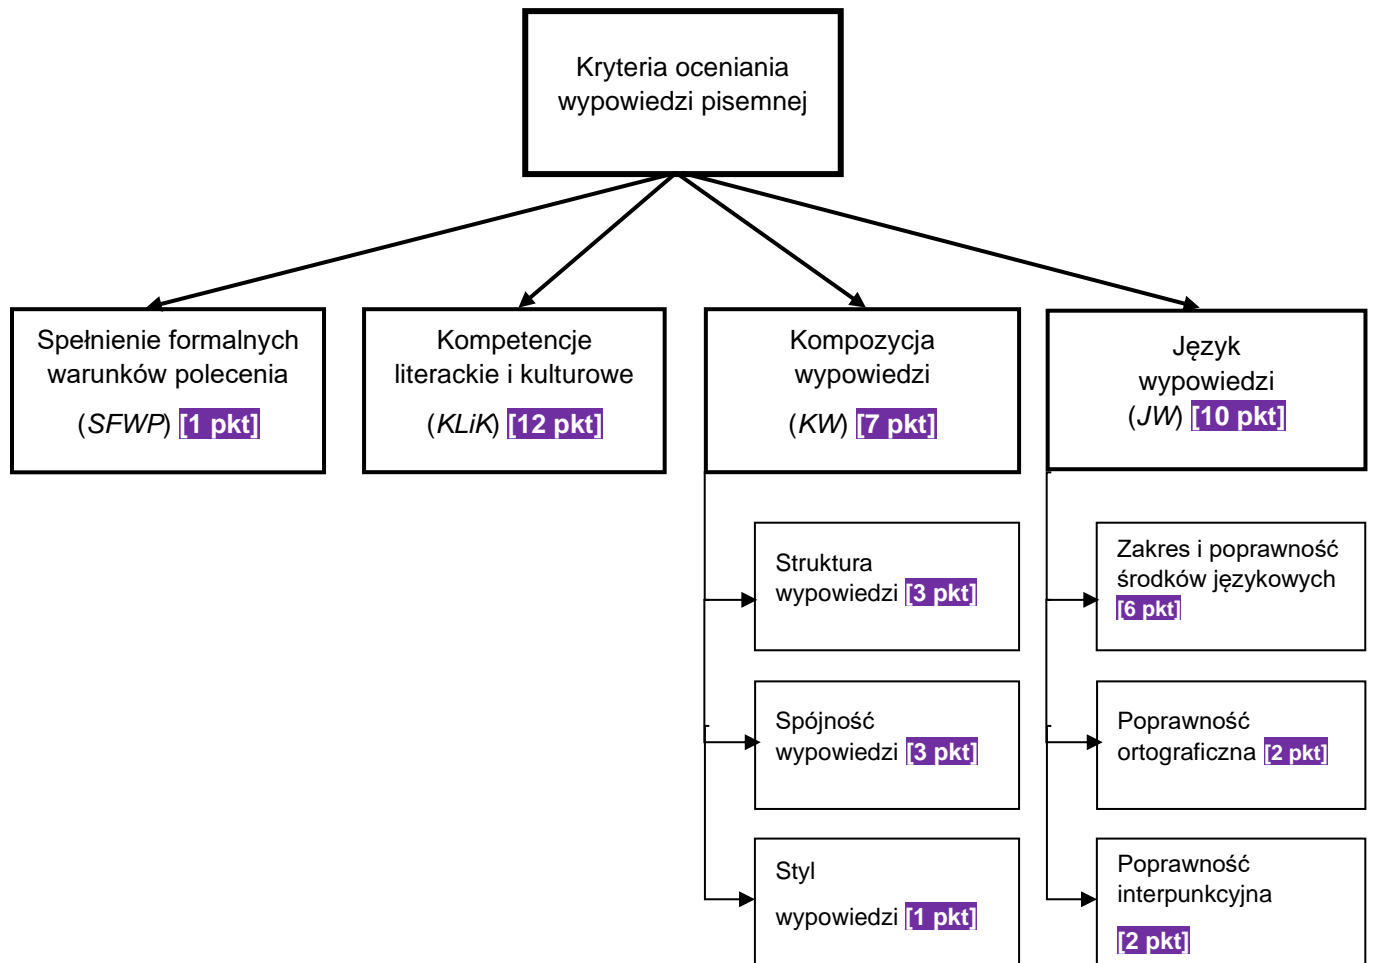 Kryteria oceniania
wypowiedzi pisemnej
Spełnienie formalnych
warunków polecenia
(SFWP) [1 pkt]
Kompetencje
literackie i kulturowe
(KLiK) [12 pkt]
Kompozycja
wypowiedzi
(KW) [7 pkt]
Język
wypowiedzi
(JW) [10 pkt]
Struktura
wypowiedzi [3 pkt]
Spójność
wypowiedzi [3 pkt]
Styl
wypowiedzi [1 pkt]
Zakres i poprawność
środków językowych
[6 pkt]
Poprawność
ortograficzna [2 pkt]
Poprawność
interpunkcyjna
[2 pkt]